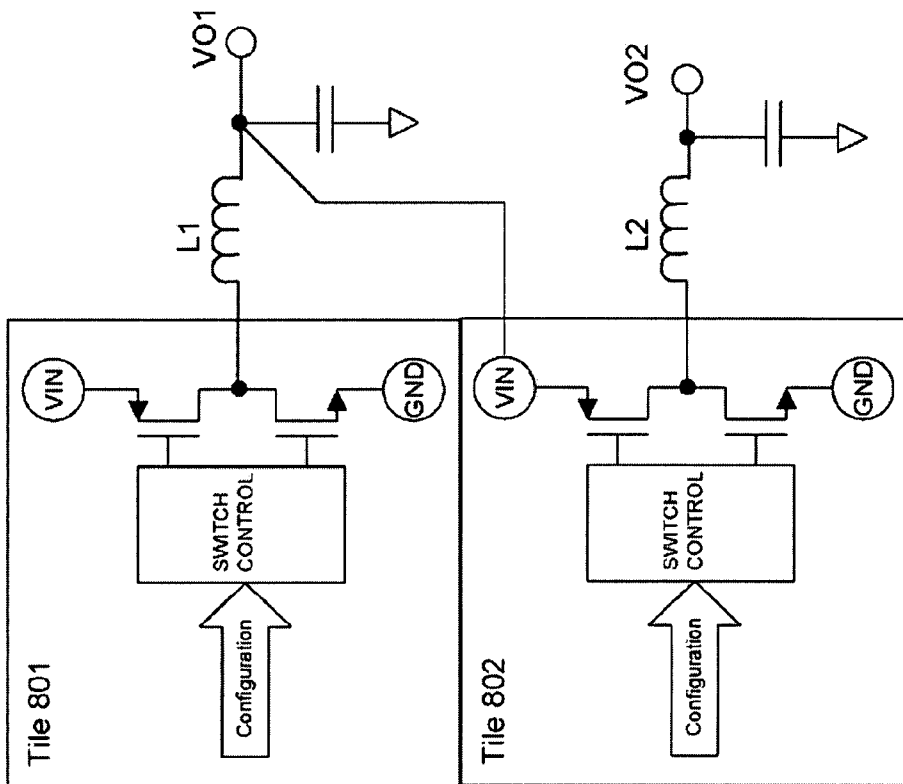 Tile 801
Configuration
SWITCH
CONTROL
VIN
GND
L1
VO1
Tile 802
Configuration
SWITCH
CONTROL
VIN
GND
L2
VO2